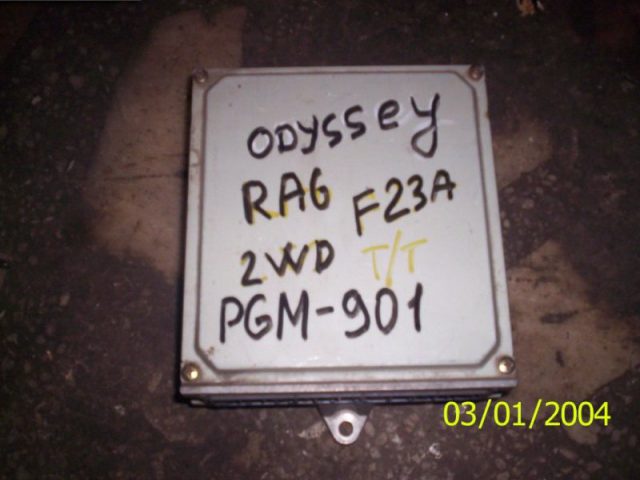 ODYSSEY
RA6 F23A
2WD T/T
PGM-901
03/01/2004